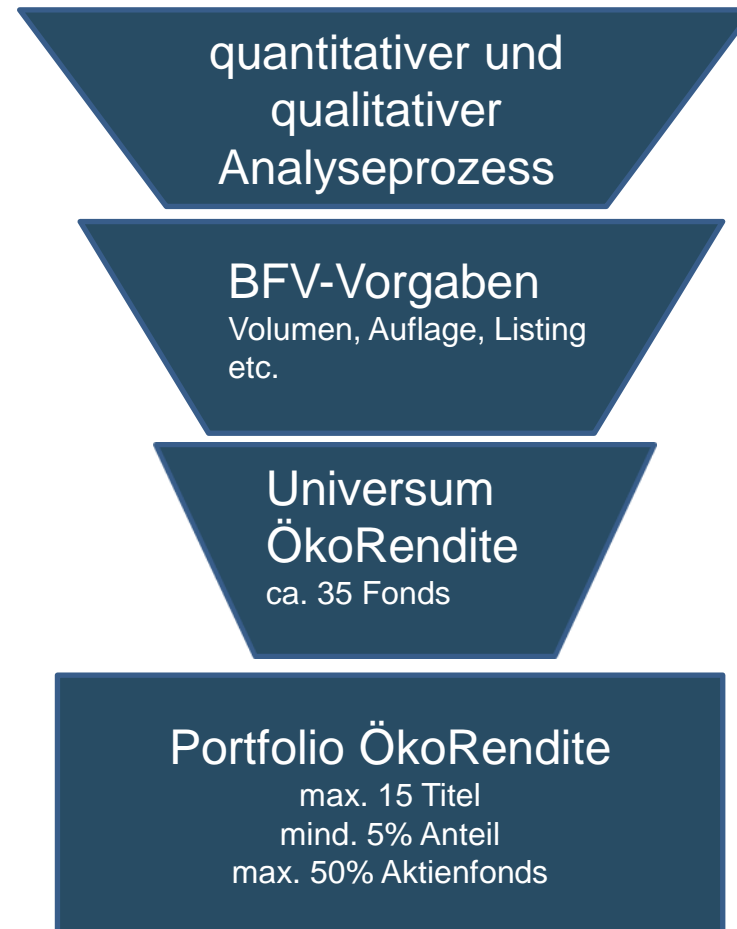 quantitativer und
qualitativer
Analyseprozess
BFV-Vorgaben
Volumen, Auflage, Listing
etc.
Universum
ÖkoRendite
ca. 35 Fonds
Portfolio ÖkoRendite
max. 15 Titel
mind. 5% Anteil
max. 50% Aktienfonds